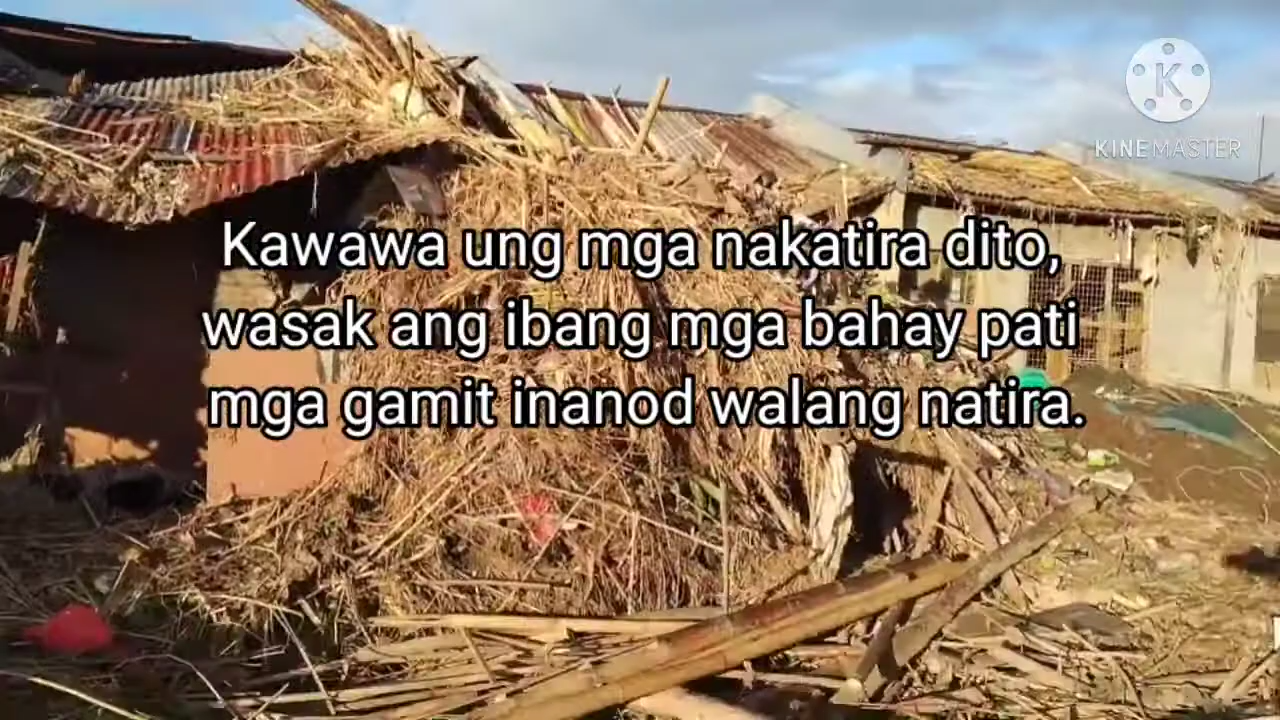 K
KINEMASTER
Kawawa ung mga nakatira dito,
wasak ang ibang mga bahay pati
mga gamit inanod walang natira.